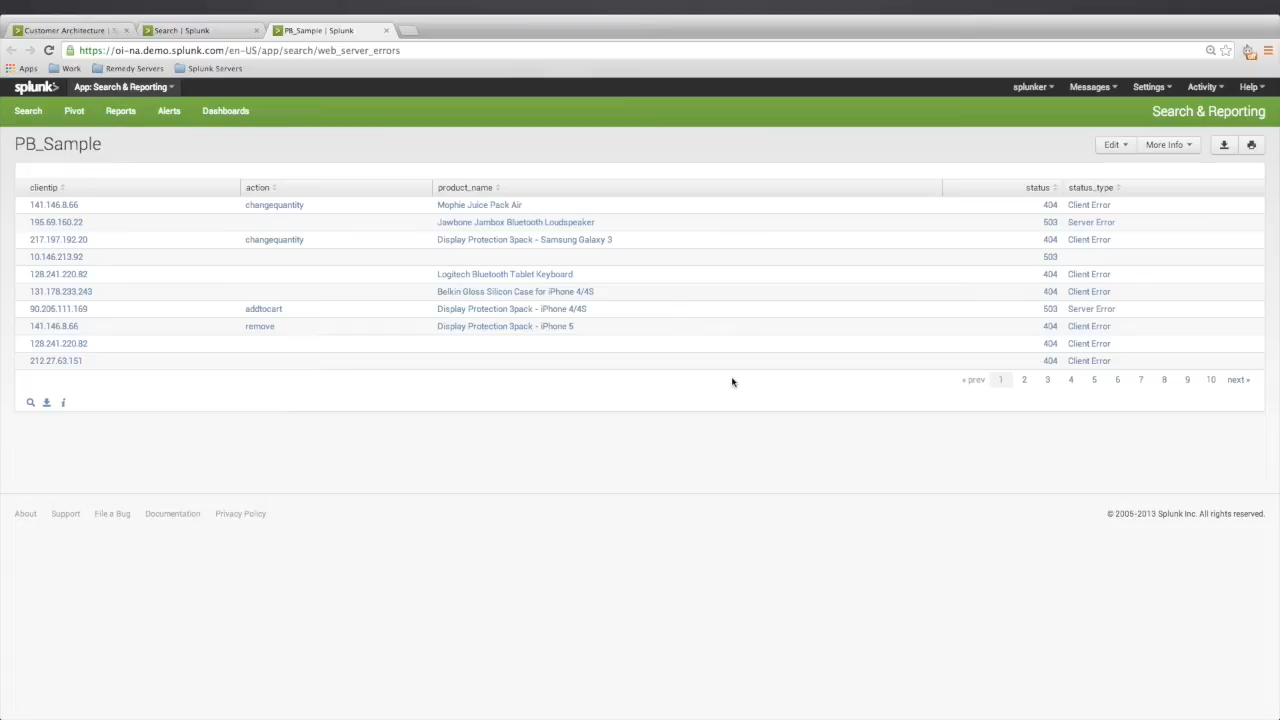 Customer Architecture | S
Search | Splunk
PB_Sample | Splunk
https://oi-na.demo.splunk.com/en-US/app/search/web_server_errors
Apps Work Remedy Servers Splunk Servers
splunk> App: Search & Reporting splunker Messages Settings Activity Help
Search Pivot Reports Alerts Dashboards Search & Reporting
PB_Sample Edit More Info
clientip action product_name status status_type
141.146.8.66 changequantity Mophie Juice Pack Air 404 Client Error
195.69.160.22 Jawbone Jambox Bluetooth Loudspeaker 503 Server Error
217.197.192.20 changequantity Display Protection 3pack - Samsung Galaxy 3 404 Client Error
10.146.213.92 503
128.241.220.82 Logitech Bluetooth Tablet Keyboard 404 Client Error
131.178.233.243 Belkin Gloss Silicon Case for iPhone 4/4S 404 Client Error
90.205.111.169 addtocart Display Protection 3pack - iPhone 4/4S 503 Server Error
141.146.8.66 remove Display Protection 3pack - iPhone 5 404 Client Error
128.241.220.82 404 Client Error
212.27.63.151 404 Client Error
« prev 1 2 3 4 5 6 7 8 9 10 next »
About Support File a Bug Documentation Privacy Policy © 2005-2013 Splunk Inc. All rights reserved.